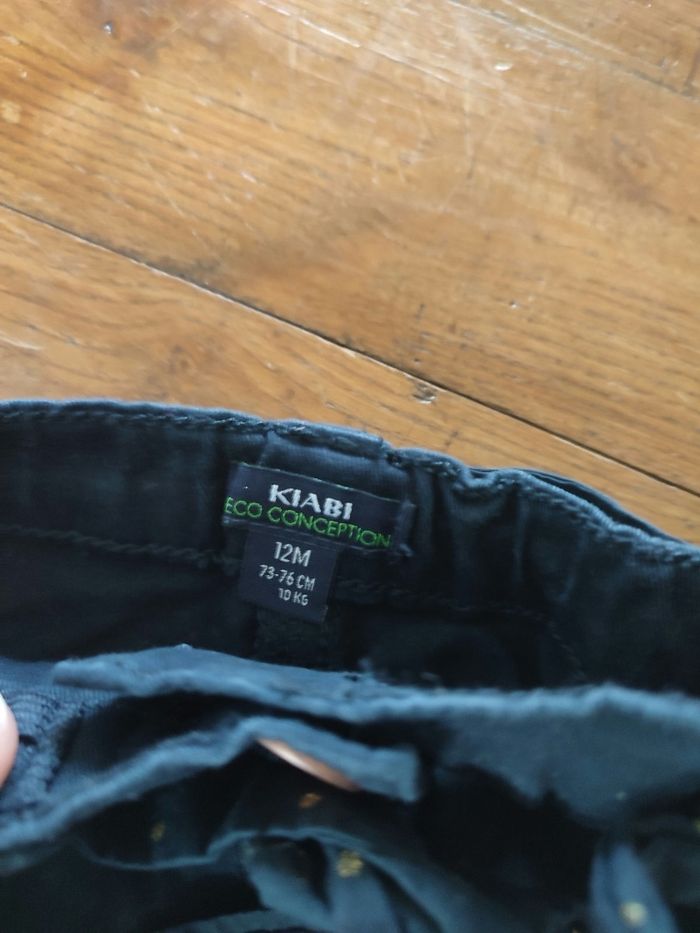 KIABI
ECO CONCEPTION
12M
73-76 CM
10 KG